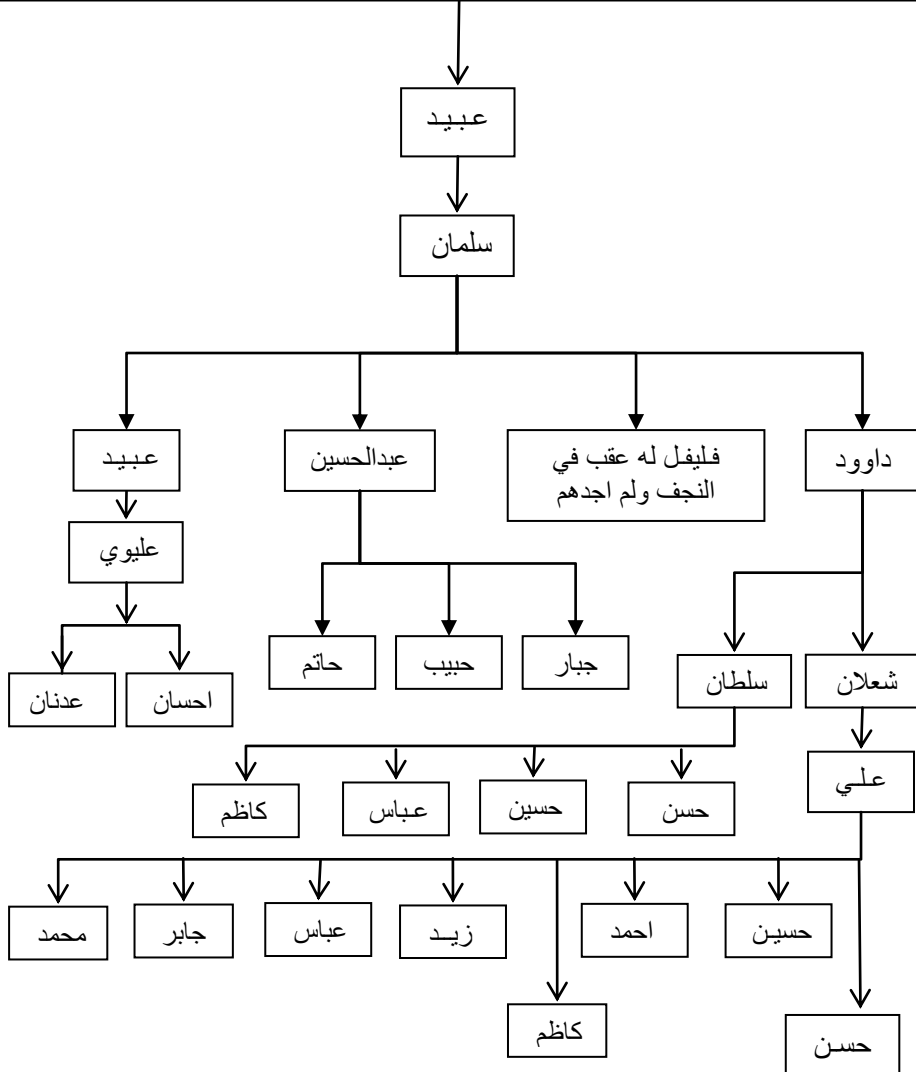 عبيد
سلمان
داوود
فليفل له عقب في
النجف ولم اجدهم
عبدالحسين
عبيد
عليوي
جبار
حبيب
حاتم
شعلان
سلطان
احسان
عدنان
علي
حسن
حسين
عباس
كاظم
حسين
احمد
زيد
عباس
جابر
محمد
كاظم
حسن